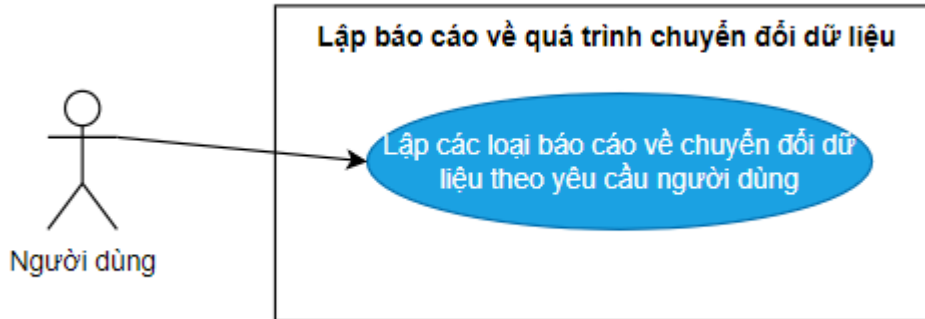 Lập báo cáo về quá trình chuyển đổi dữ liệu
Lập các loại báo cáo về chuyển đổi dữ
liệu theo yêu cầu người dùng
Người dùng